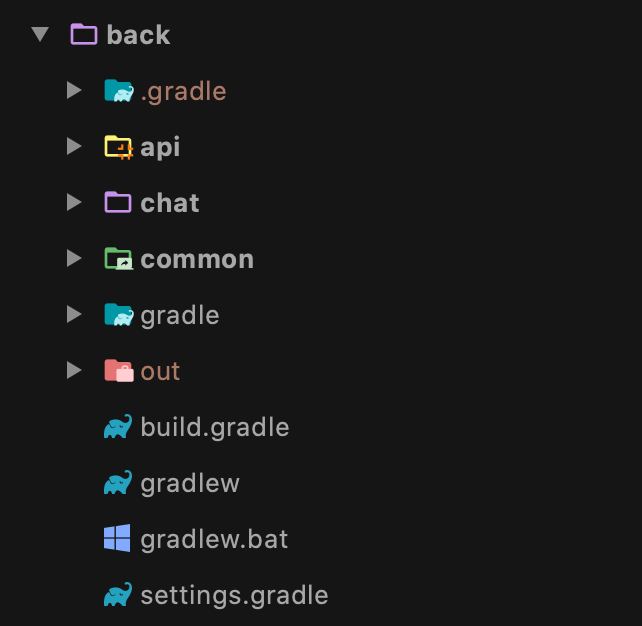 back
.gradle
api
chat
common
gradle
out
build.gradle
gradlew
gradlew.bat
settings.gradle